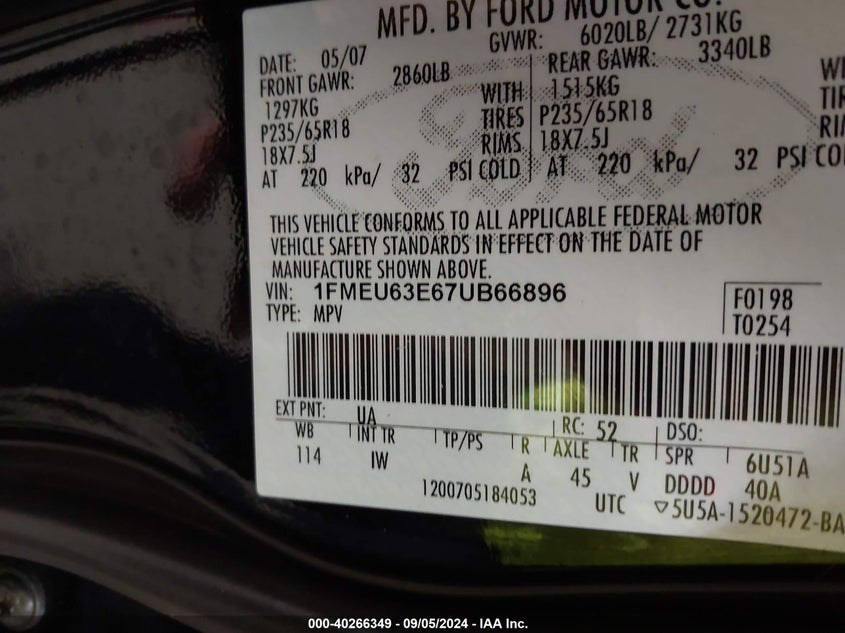 MFD. BY FORD MOTOR CO.
DATE: 05/07 GVWR: 6020LB/ 2731KG
FRONT GAWR: 2860LB REAR GAWR: 3340LB
1297KG WITH 1515KG WI
P235/65R18 TIRES P235/65R18 TIR
18X7.5J RIMS 18X7.5J RI
AT 220 kPa/ 32 PSI COLD AT 220 kPa/ 32 PSI COL
THIS VEHICLE CONFORMS TO ALL APPLICABLE FEDERAL MOTOR
VEHICLE SAFETY STANDARDS IN EFFECT ON THE DATE OF
MANUFACTURE SHOWN ABOVE.
VIN: 1FMEU63E67UB66896 F0198
TYPE: MPV T0254
EXT PNT: UA RC: 52 DSO:
WB INT TR TP/PS R AXLE TR SPR 6U51A
114 IW A 45 V DDDD 40A
1200705184053 UTC ▽5U5A-1520472-BA
000-40266349 - 09/05/2024 - IAA Inc.